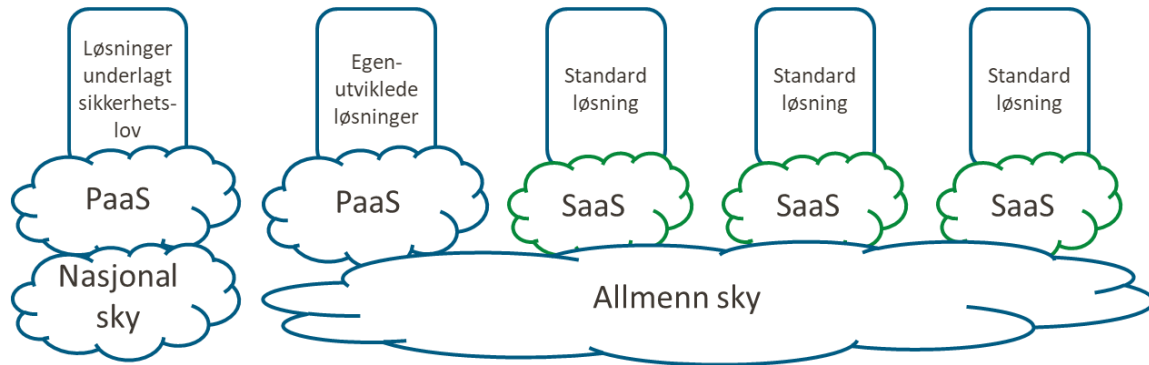 Løsninger
underlagt
sikkerhets-
lov
Egen-
utviklede
løsninger
Standard
løsning
Standard
løsning
Standard
løsning
PaaS
PaaS
SaaS
SaaS
SaaS
Nasjonal
sky
Allmenn sky